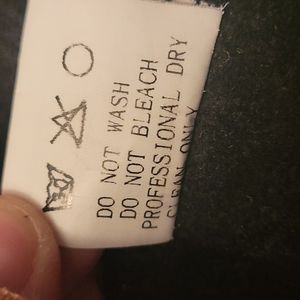 DO NOT WASH
DO NOT BLEACH
PROFESSIONAL DRY
CLEAN ONLY